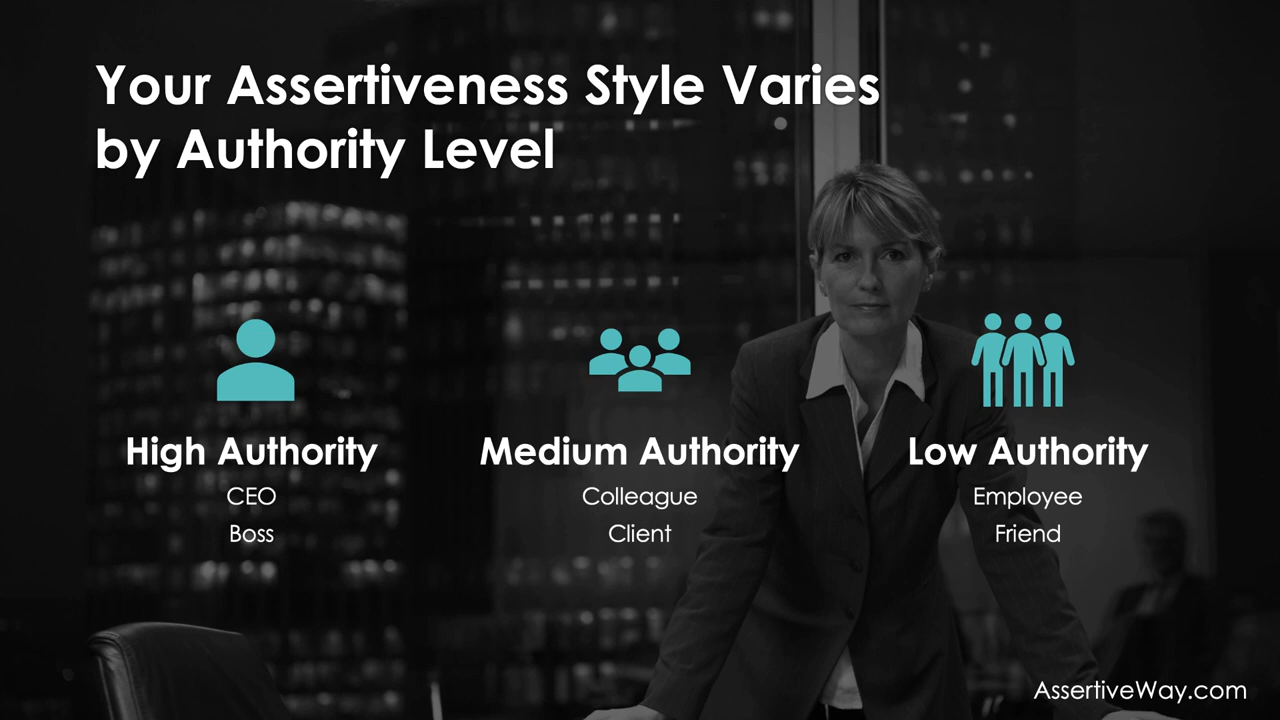 Your Assertiveness Style Varies
by Authority Level
High Authority
CEO
Boss
Medium Authority
Colleague
Client
Low Authority
Employee
Friend
AssertiveWay.com